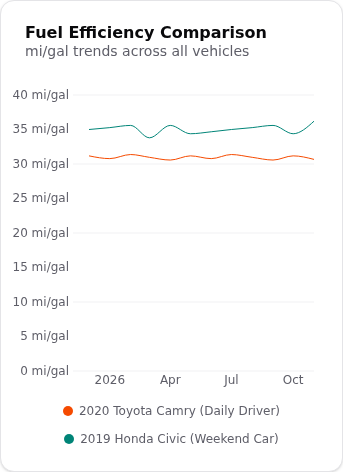 Fuel Efficiency Comparison
mi/gal trends across all vehicles
40 mi/gal
35 mi/gal
30 mi/gal
25 mi/gal
20 mi/gal
15 mi/gal
10 mi/gal
5 mi/gal
0 mi/gal
2026 Apr Jul Oct
2020 Toyota Camry (Daily Driver)
2019 Honda Civic (Weekend Car)